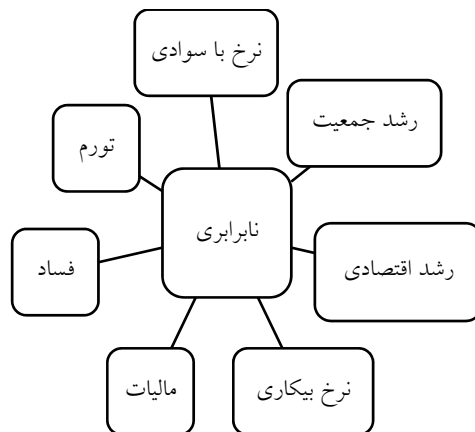 نرخ با سوادی
رشد جمعیت
تورم
نابرابری
رشد اقتصادی
فساد
نرخ بیکاری
مالیات